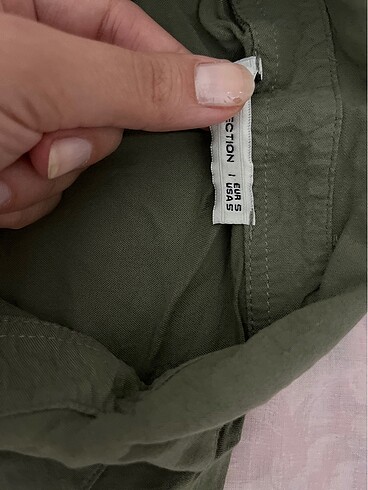 ECTION | EUR S
USA S